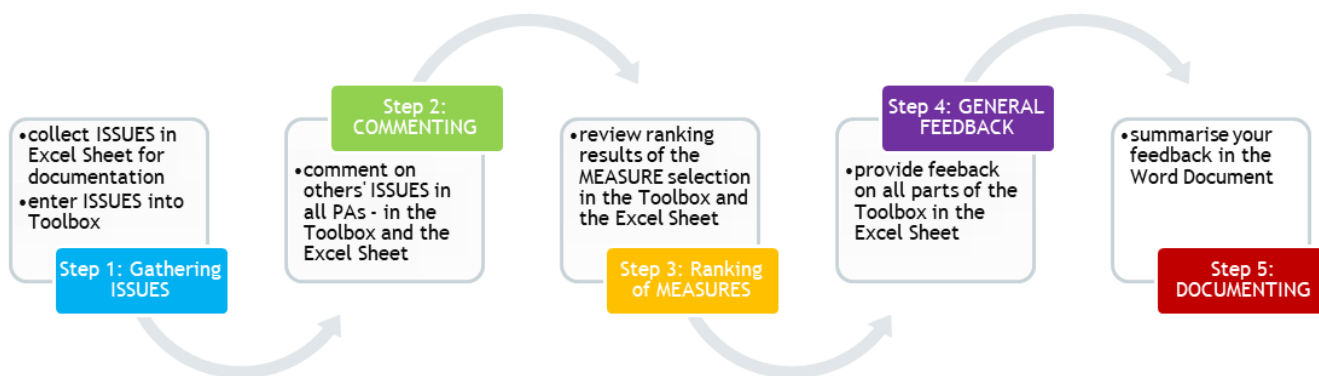 •collect ISSUES in
Excel Sheet for
documentation
•enter ISSUES into
Toolbox
Step 1: Gathering
ISSUES
Step 2:
COMMENTING
•comment on
others' ISSUES in
all PAs - in the
Toolbox and the
Excel Sheet
•review ranking
results of the
MEASURE selection
in the Toolbox and
the Excel Sheet
Step 3: Ranking
of MEASURES
Step 4: GENERAL
FEEDBACK
•provide feeback
on all parts of the
Toolbox in the
Excel Sheet
•summarise your
feedback in the
Word Document
Step 5:
DOCUMENTING